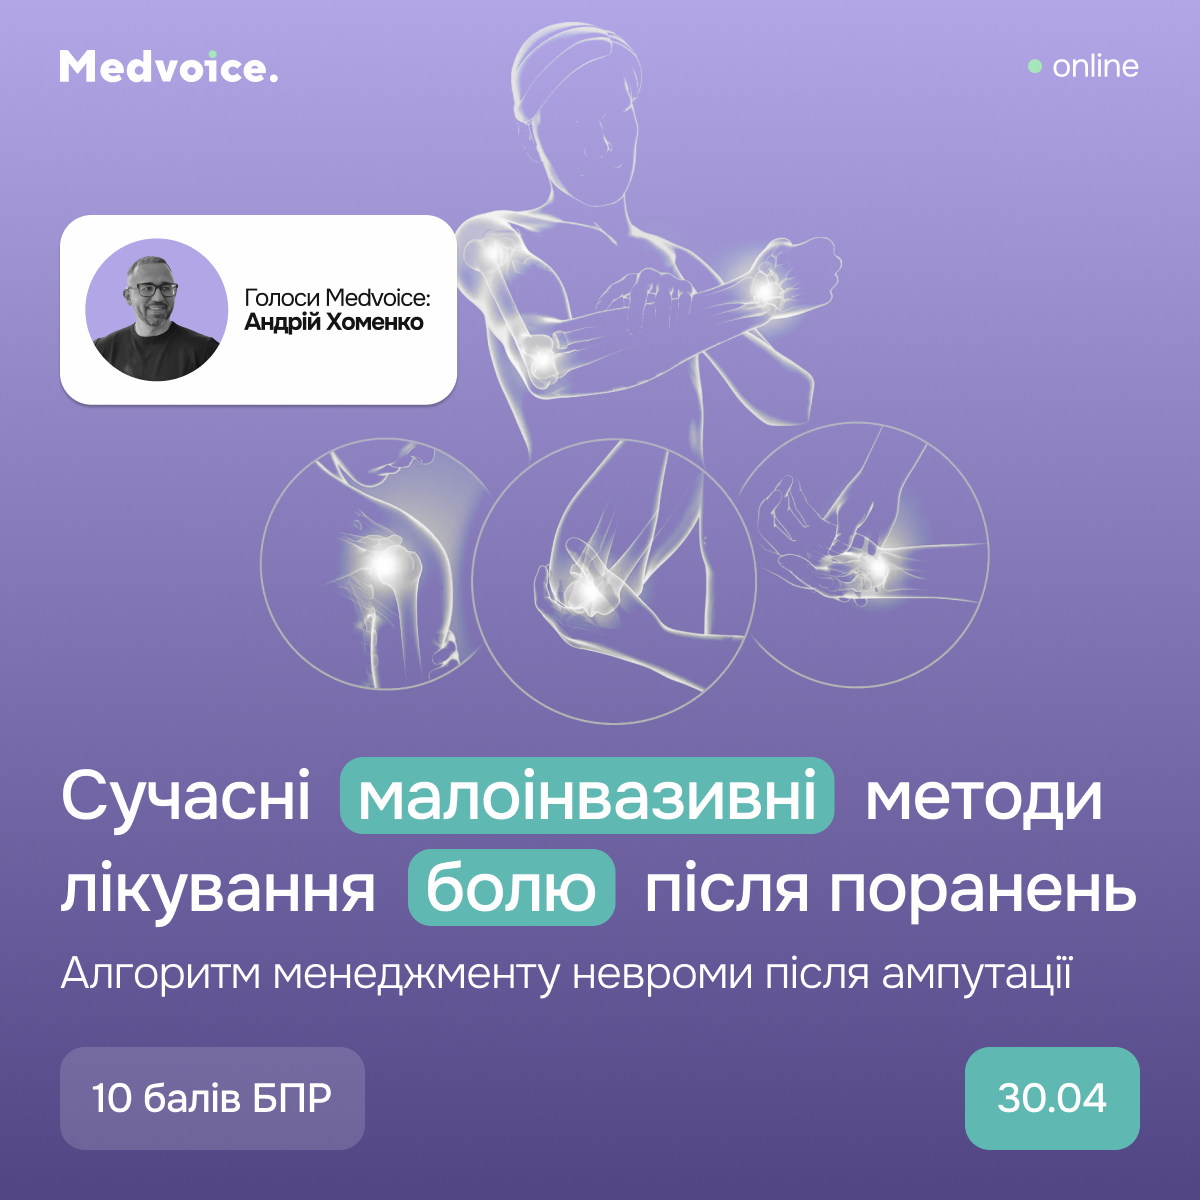 Medvoice.
online
Голоси Medvoice:
Андрій Хоменко
Сучасні малоінвазивні методи
лікування болю після поранень
Алгоритм менеджменту невроми після ампутації
10 балів БПР
30.04